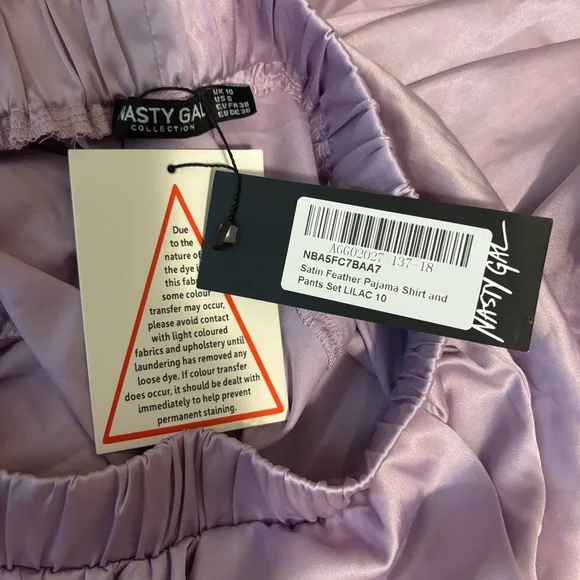 NASTY GAL
COLLECTION
UK 10
US 6
EU FR 38
EU DE 36
Due
to the
nature of
the dye i
this fab
some colour
transfer may occur,
please avoid contact
with light coloured
fabrics and upholstery until
laundering has removed any
loose dye. If colour transfer
does occur, it should be dealt with
immediately to help prevent
permanent staining.
AGG02027 137-18
NBA5FC7BAA7
Satin Feather Pajama Shirt and
Pants Set LILAC 10
NASTY GAL